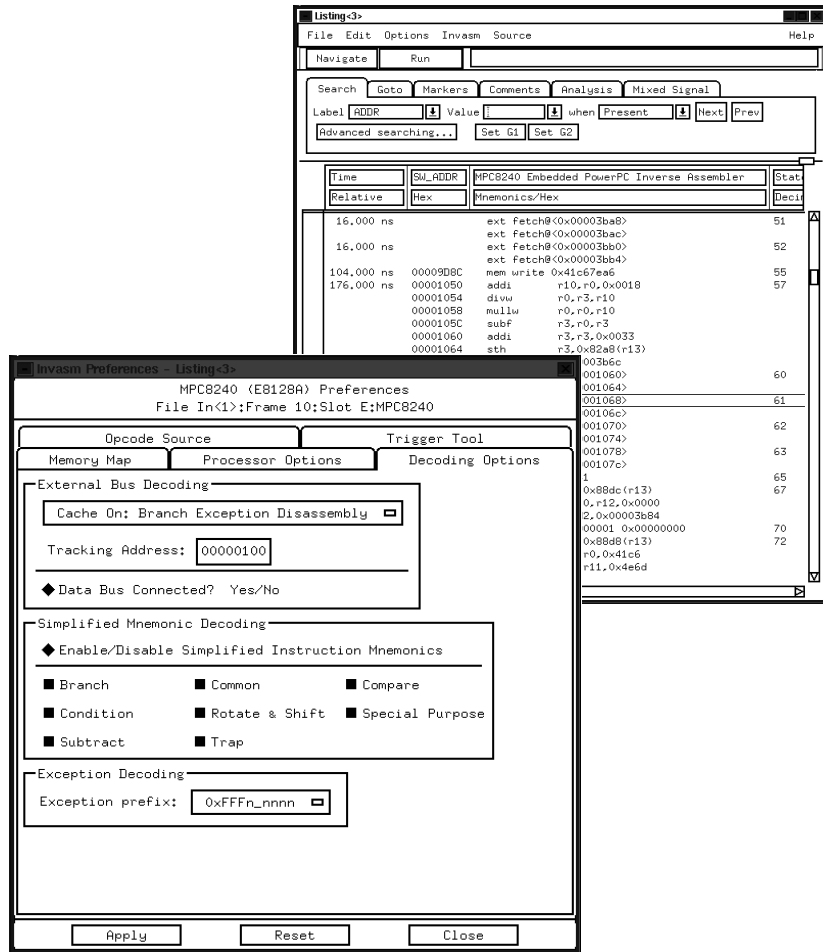 Listing<3>
File Edit Options Invasm Source Help
Navigate Run
Search Goto Markers Comments Analysis Mixed Signal
Label ADDR Value when Present Next Prev
Advanced searching... Set G1 Set G2
Time SW_ADDR MPC8240 Embedded PowerPC Inverse Assembler State
Relative Hex Mnemonics/Hex Decim
16.000 ns ext fetch@<0x00003ba8> 51
ext fetch@<0x00003bac>
16.000 ns ext fetch@<0x00003bb0> 52
ext fetch@<0x00003bb4>
104.000 ns 00009D8C mem write 0x41c67ea6 55
176.000 ns 00001050 addi r10,r0,0x0018 57
00001054 divw r0,r3,r10
00001058 mullw r0,r0,r10
0000105C subf r3,r0,r3
00001060 addi r3,r3,0x0033
00001064 sth r3,0x82a8(r13)
003b6c
001060> 60
001064>
001068> 61
00106c>
001070> 62
001074>
001078> 63
00107c>
1 65
0x88dc(r13) 67
0,r12,0x0000
2,0x00003b84
00001 0x00000000 70
0x88d8(r13) 72
r0,0x41c6
r11,0x4e6d
Invasm Preferences - Listing<3>
MPC8240 (E8128A) Preferences
File In<1>:Frame 10:Slot E:MPC8240
Opcode Source Trigger Tool
Memory Map Processor Options Decoding Options
External Bus Decoding
Cache On: Branch Exception Disassembly
Tracking Address: 00000100
Data Bus Connected? Yes/No
Simplified Mnemonic Decoding
Enable/Disable Simplified Instruction Mnemonics
Branch Common Compare
Condition Rotate & Shift Special Purpose
Subtract Trap
Exception Decoding
Exception prefix: 0xFFFn_nnnn
Apply Reset Close